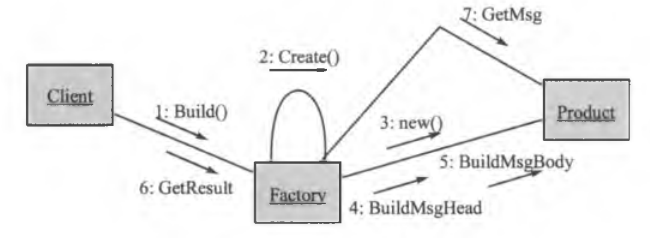 7: GetMsg
2: Create()
Client
1: Build()
Product
3: new()
5: BuildMsgBody
6: GetResult
Factory
4: BuildMsgHead